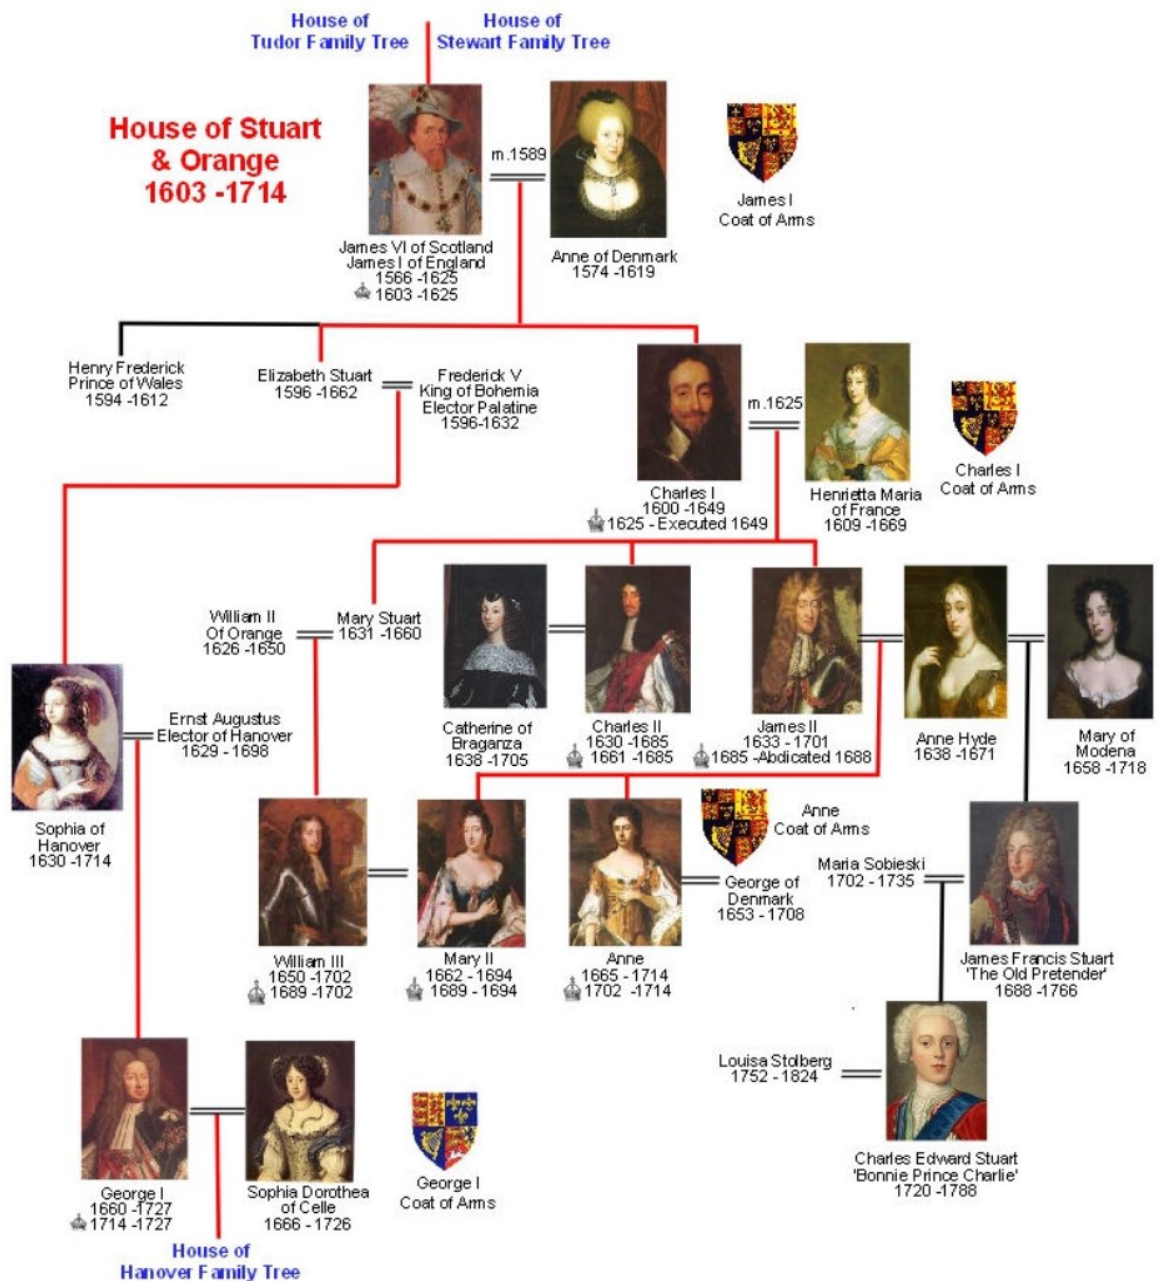 House of
Tudor Family Tree
House of
Stewart Family Tree
House of Stuart
& Orange
1603 -1714
m.1589
James I
Coat of Arms
James VI of Scotland
James I of England
1566 -1625
1603 -1625
Anne of Denmark
1574 -1619
Henry Frederick
Prince of Wales
1594 -1612
Elizabeth Stuart
1596 -1662
Frederick V
King of Bohemia
Elector Palatine
1596-1632
m.1625
Charles I
Coat of Arms
Charles I
1600 -1649
1625 - Executed 1649
Henrietta Maria
of France
1609 -1669
William II
Of Orange
1626 -1650
Mary Stuart
1631 -1660
Ernst Augustus
Elector of Hanover
1629 - 1698
Catherine of
Braganza
1638 -1705
Charles II
1630 -1685
1661 -1685
James II
1633 - 1701
1685 -Abdicated 1688
Anne Hyde
1638 -1671
Mary of
Modena
1658 -1718
Sophia of
Hanover
1630 -1714
Anne
Coat of Arms
George of
Denmark
1653 - 1708
Maria Sobieski
1702 - 1735
William III
1650 -1702
1689 -1702
Mary II
1662 - 1694
1689 - 1694
Anne
1665 - 1714
1702 -1714
James Francis Stuart
'The Old Pretender'
1688 - 1766
Louisa Stolberg
1752 - 1824
Charles Edward Stuart
'Bonnie Prince Charlie'
1720 -1788
George I
1660 -1727
1714 -1727
Sophia Dorothea
of Celle
1666 - 1726
George I
Coat of Arms
House of
Hanover Family Tree